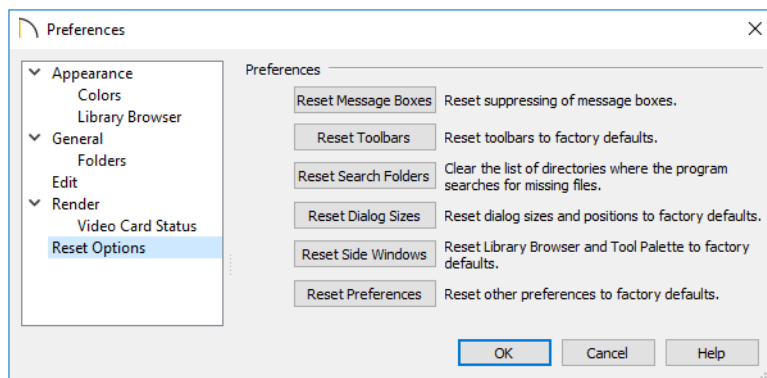 Preferences
Appearance
Colors
Library Browser
General
Folders
Edit
Render
Video Card Status
Reset Options
Preferences
Reset Message Boxes Reset suppressing of message boxes.
Reset Toolbars Reset toolbars to factory defaults.
Reset Search Folders Clear the list of directories where the program
searches for missing files.
Reset Dialog Sizes Reset dialog sizes and positions to factory defaults.
Reset Side Windows Reset Library Browser and Tool Palette to factory
defaults.
Reset Preferences Reset other preferences to factory defaults.
OK Cancel Help